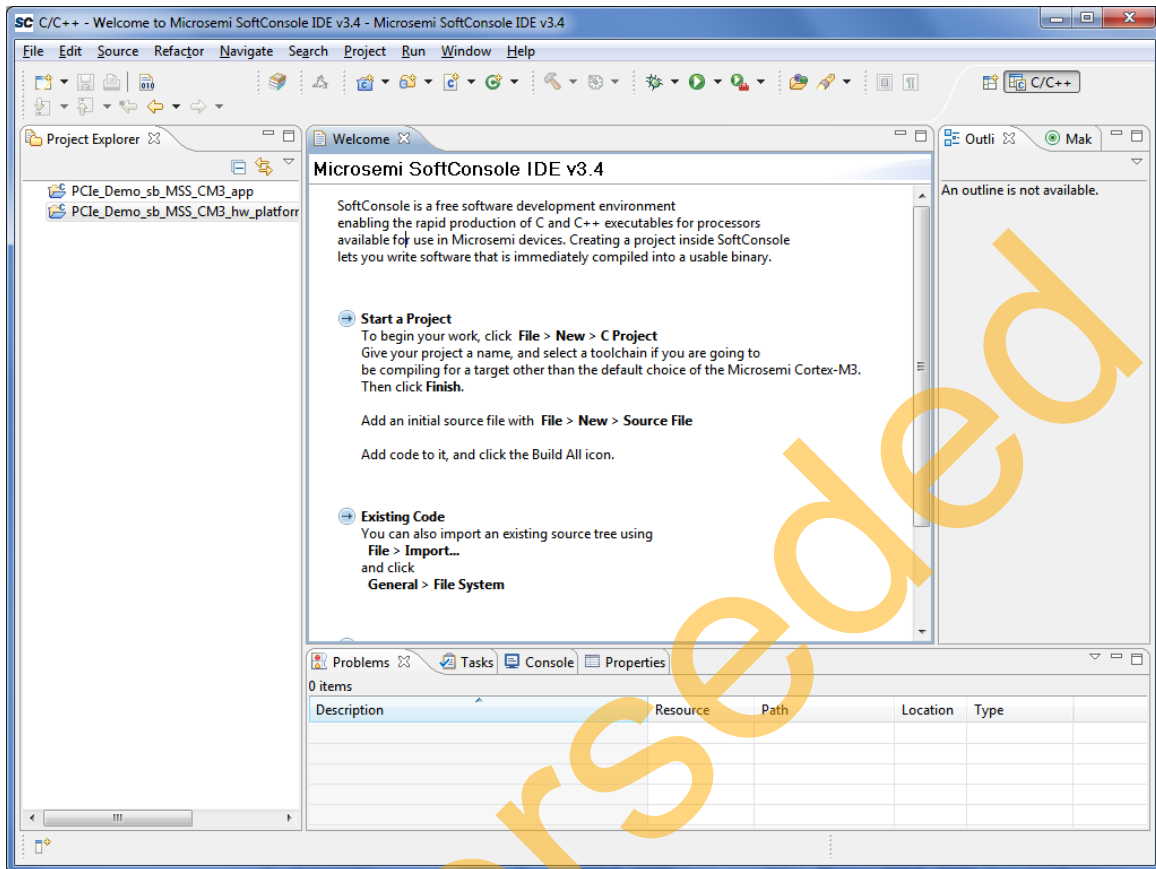 SC C/C++ - Welcome to Microsemi SoftConsole IDE v3.4 - Microsemi SoftConsole IDE v3.4
File Edit Source Refactor Navigate Search Project Run Window Help
C/C++
Project Explorer
Welcome
Outli
Mak
Microsemi SoftConsole IDE v3.4
An outline is not available.
PCIe_Demo_sb_MSS_CM3_app
PCIe_Demo_sb_MSS_CM3_hw_platforr
SoftConsole is a free software development environment
enabling the rapid production of C and C++ executables for processors
available for use in Microsemi devices. Creating a project inside SoftConsole
lets you write software that is immediately compiled into a usable binary.
Start a Project
To begin your work, click File > New > C Project
Give your project a name, and select a toolchain if you are going to
be compiling for a target other than the default choice of the Microsemi Cortex-M3.
Then click Finish.
Add an initial source file with File > New > Source File
Add code to it, and click the Build All icon.
Existing Code
You can also import an existing source tree using
File > Import...
and click
General > File System
Problems Tasks Console Properties
0 items
Description Resource Path Location Type
rseded